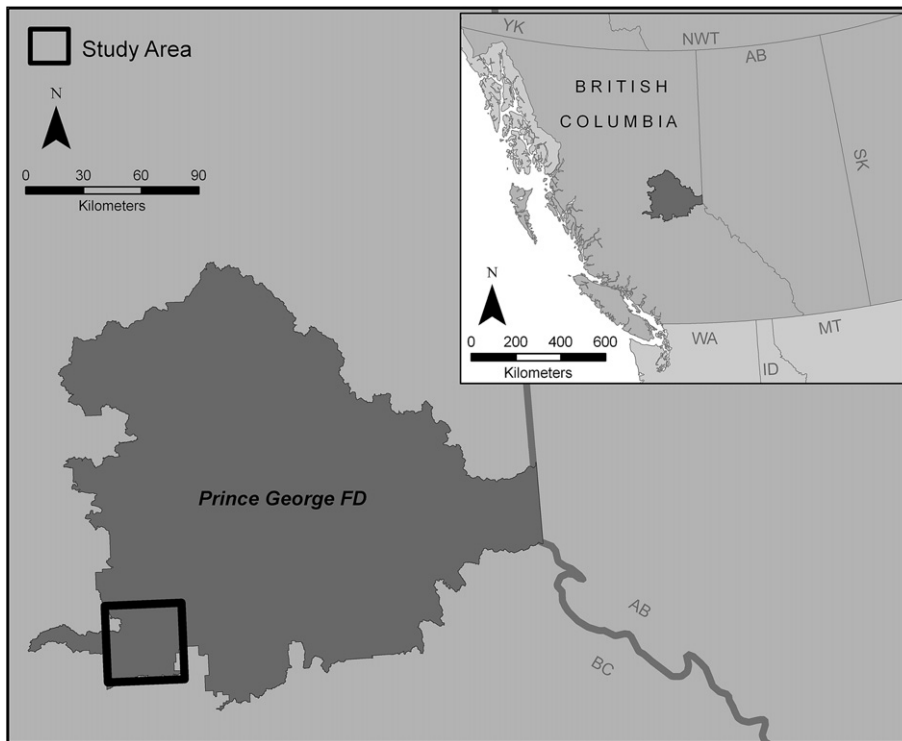 Study Area
N
0 30 60 90
Kilometers
YK
NWT
AB
BRITISH
COLUMBIA
SK
N
0 200 400 600
Kilometers
WA
ID
MT
Prince George FD
AB
BC